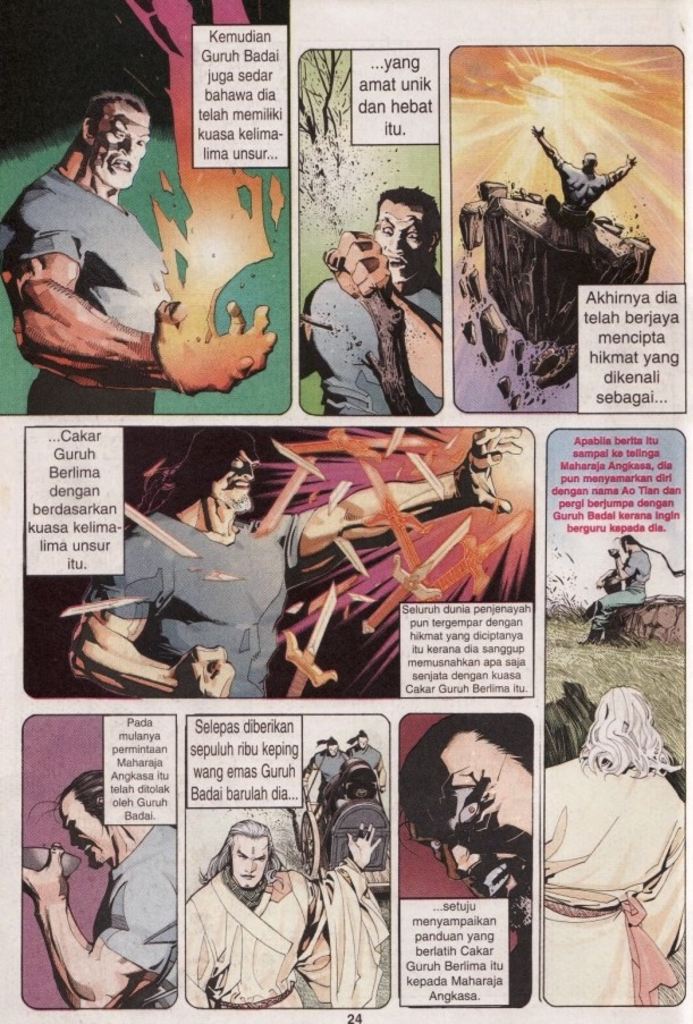 Kemudian
Guruh Badai
juga sedar
bahawa dia
telah memiliki
kuasa kelima-
lima unsur...
...yang
amat unik
dan hebat
itu.
Akhirnya dia
telah berjaya
mencipta
hikmat yang
dikenali
sebagai...
...Cakar
Guruh
Berlima
dengan
berdasarkan
kuasa kelima-
lima unsur
itu.
Seluruh dunia penjenayah
pun tergempar dengan
hikmat yang diciptanya
itu kerana dia sanggup
memusnahkan apa saja
senjata dengan kuasa
Cakar Guruh Berlima itu.
Apabila berita itu
sampai ke telinga
Maharaja Angkasa, dia
pun menyamarkan diri
dengan nama Ao Tian dan
pergi berjumpa dengan
Guruh Badai kerana ingin
berguru kepada dia.
Pada
mulanya
permintaan
Maharaja
Angkasa itu
telah ditolak
oleh Guruh
Badai.
Selepas diberikan
sepuluh ribu keping
wang emas Guruh
Badai barulah dia...
...setuju
menyampaikan
panduan yang
berlatih Cakar
Guruh Berlima itu
kepada Maharaja
Angkasa.
24